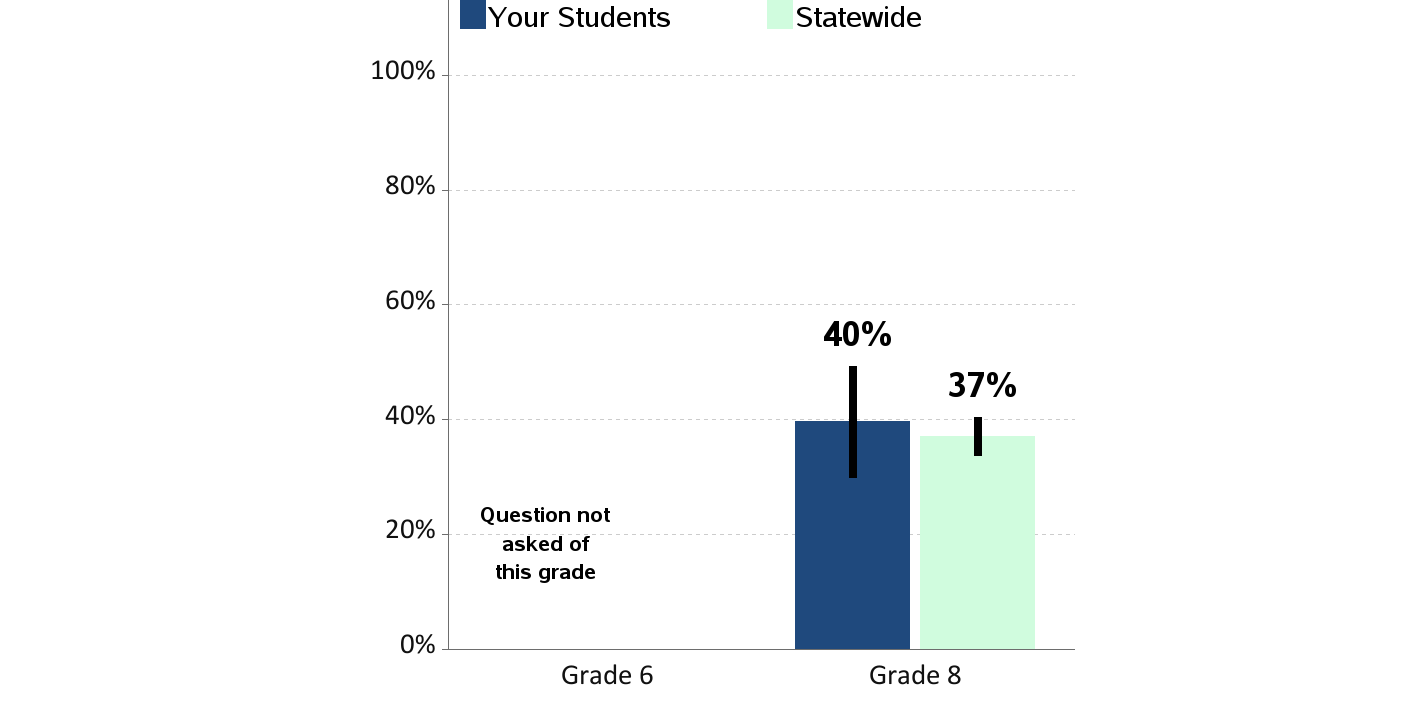 Your Students Statewide
100%
80%
60%
40%
37%
40%
Question not
20%
asked of
this grade
0%
Grade 6 Grade 8